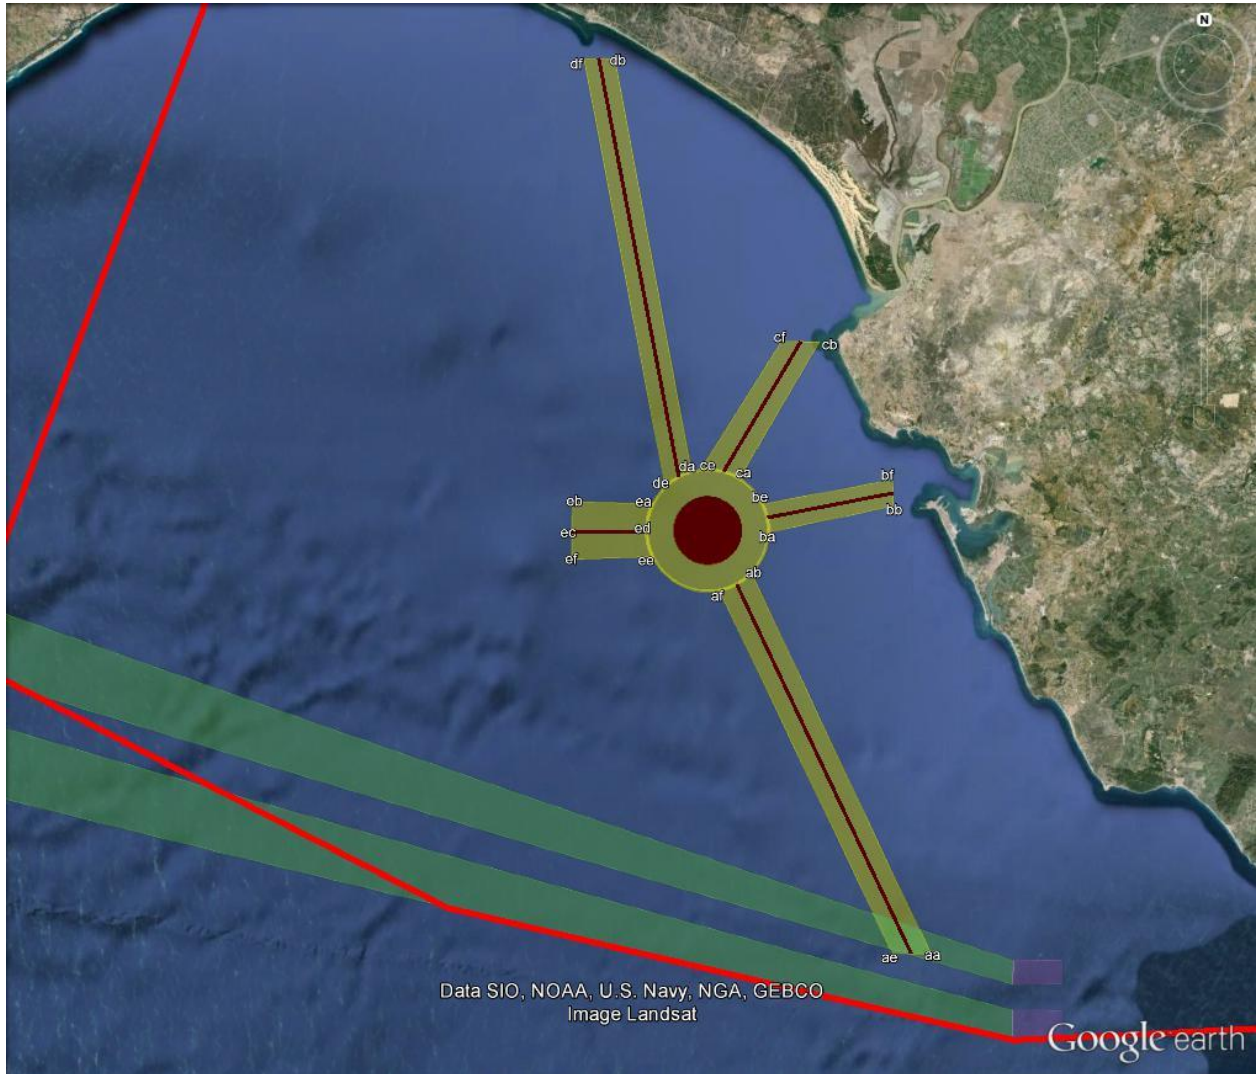 N
df db
cf cb
da ce ca
de
bf
eb ea be
bb
ec ed ba
ef ee
ab
af
ae aa
Data SIO, NOAA, U.S. Navy, NGA, GEBCO
Image Landsat
Google earth